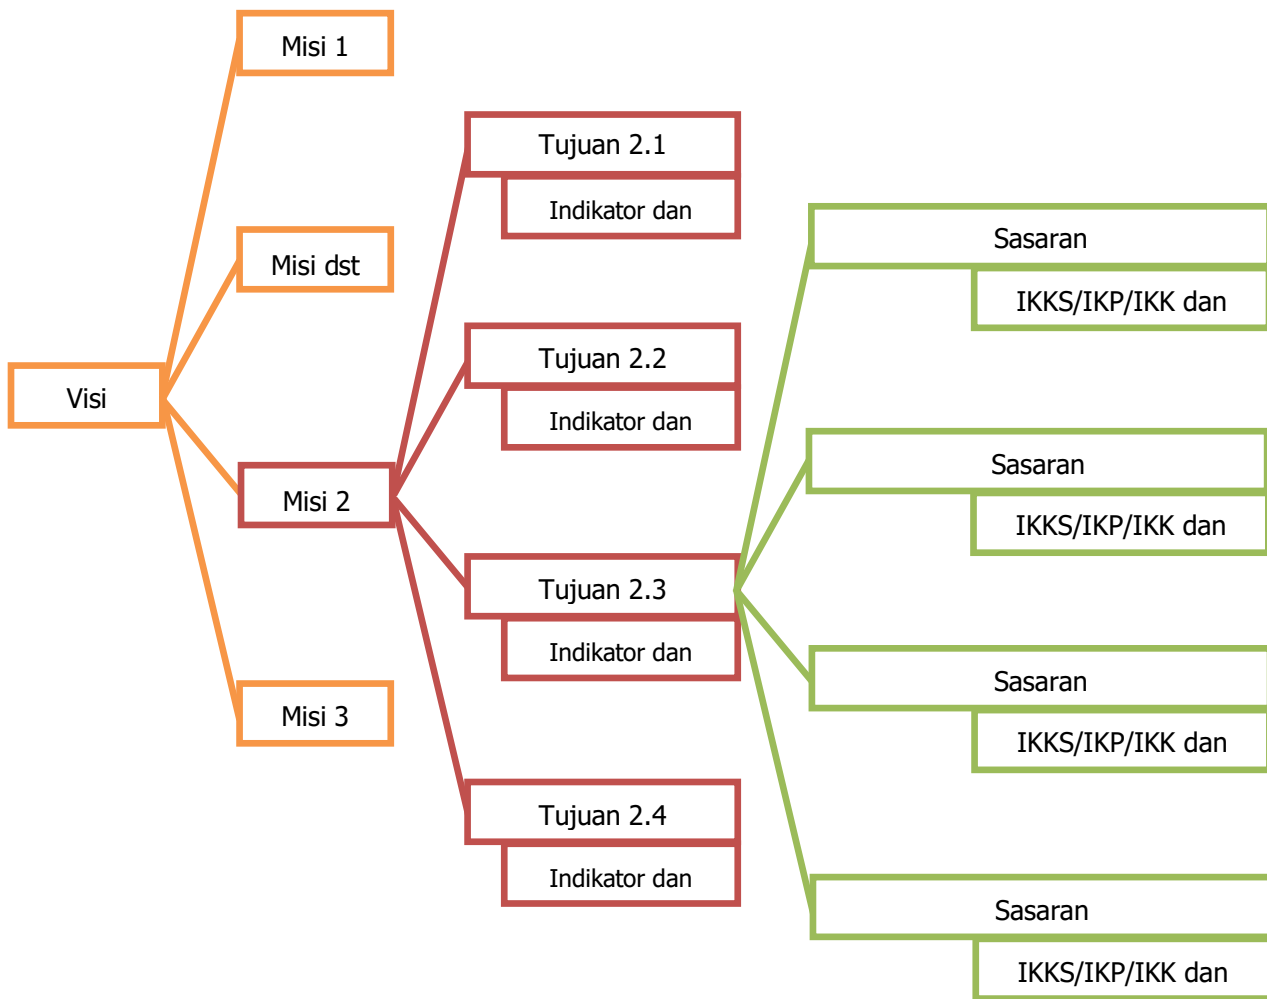 Visi
Misi 1
Misi dst
Misi 2
Misi 3
Tujuan 2.1
Indikator dan
Tujuan 2.2
Indikator dan
Tujuan 2.3
Indikator dan
Tujuan 2.4
Indikator dan
Sasaran
IKKS/IKP/IKK dan
Sasaran
IKKS/IKP/IKK dan
Sasaran
IKKS/IKP/IKK dan
Sasaran
IKKS/IKP/IKK dan